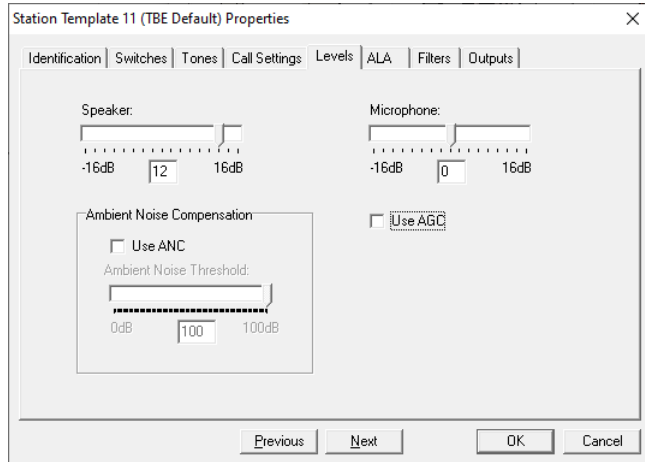 Station Template 11 (TBE Default) Properties
Identification Switches Tones Call Settings Levels ALA Filters Outputs
Speaker:
-16dB 12 16dB
Microphone:
-16dB 0 16dB
Ambient Noise Compensation
Use ANC
Ambient Noise Threshold:
0dB 100 100dB
Use AGC
Previous Next OK Cancel